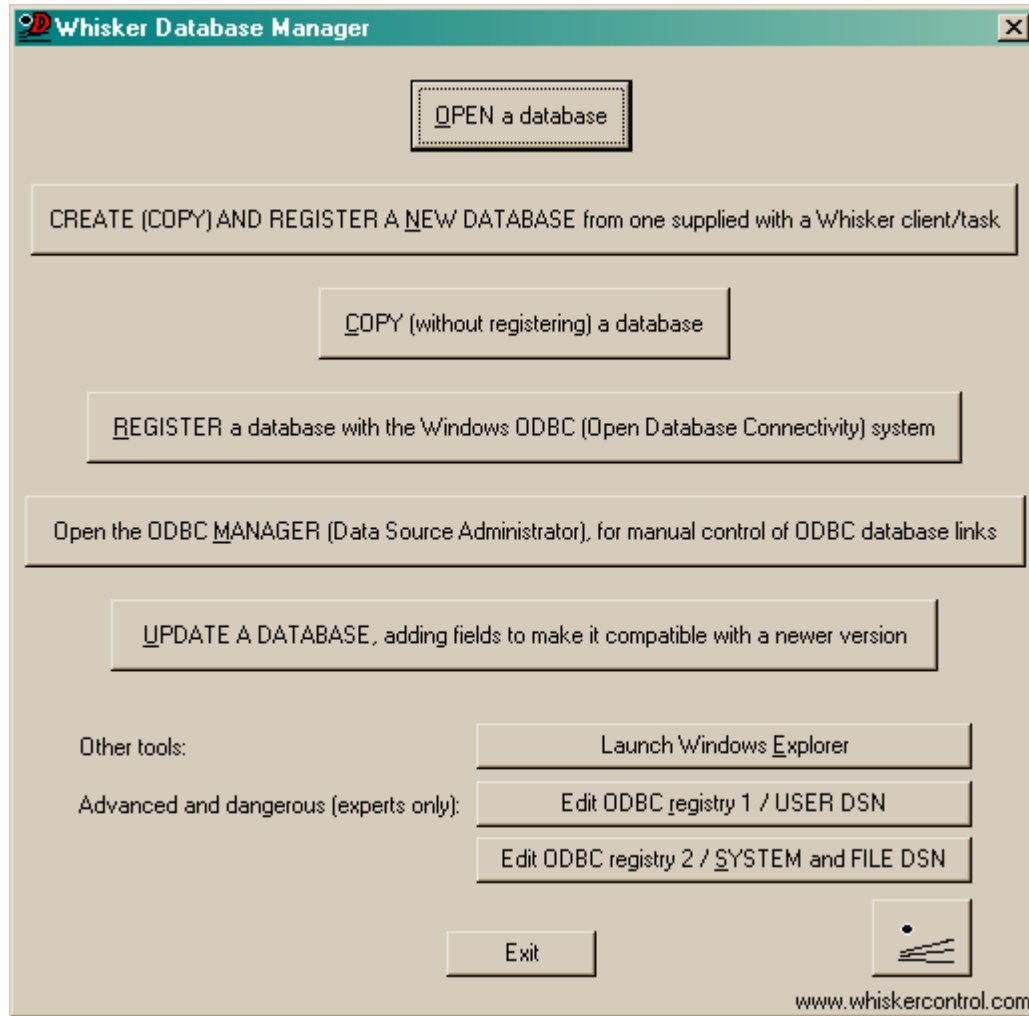 Whisker Database Manager
OPEN a database
CREATE (COPY) AND REGISTER A NEW DATABASE from one supplied with a Whisker client/task
COPY (without registering) a database
REGISTER a database with the Windows ODBC (Open Database Connectivity) system
Open the ODBC MANAGER (Data Source Administrator), for manual control of ODBC database links
UPDATE A DATABASE, adding fields to make it compatible with a newer version
Other tools:
Launch Windows Explorer
Advanced and dangerous (experts only):
Edit ODBC registry 1 / USER DSN
Edit ODBC registry 2 / SYSTEM and FILE DSN
Exit
www.whiskercontrol.com